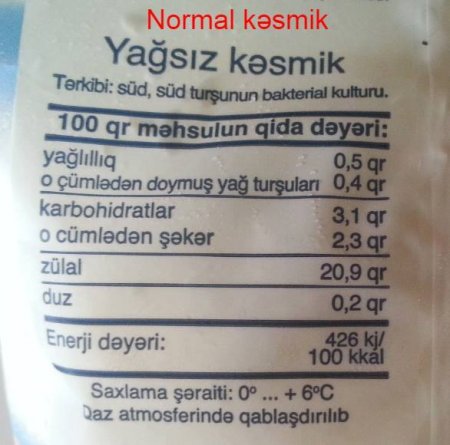 Normal kəsmik
Yağsız kəsmik
Tərkibi: süd, süd turşunun bakterial kulturu.
100 qr məhsulun qida dəyəri:
yağlıllıq 0,5 qr
o çümlədən doymuş yağ turşuları 0,4 qr
karbohidratlar 3,1 qr
o cümlədən şəkər 2,3 qr
zülal 20,9 qr
duz 0,2 qr
Enerji dəyəri: 426 kj/
100 kkal
Saxlama şəraiti: 0° ... + 6°C
Qaz atmosferində qablaşdırılıb